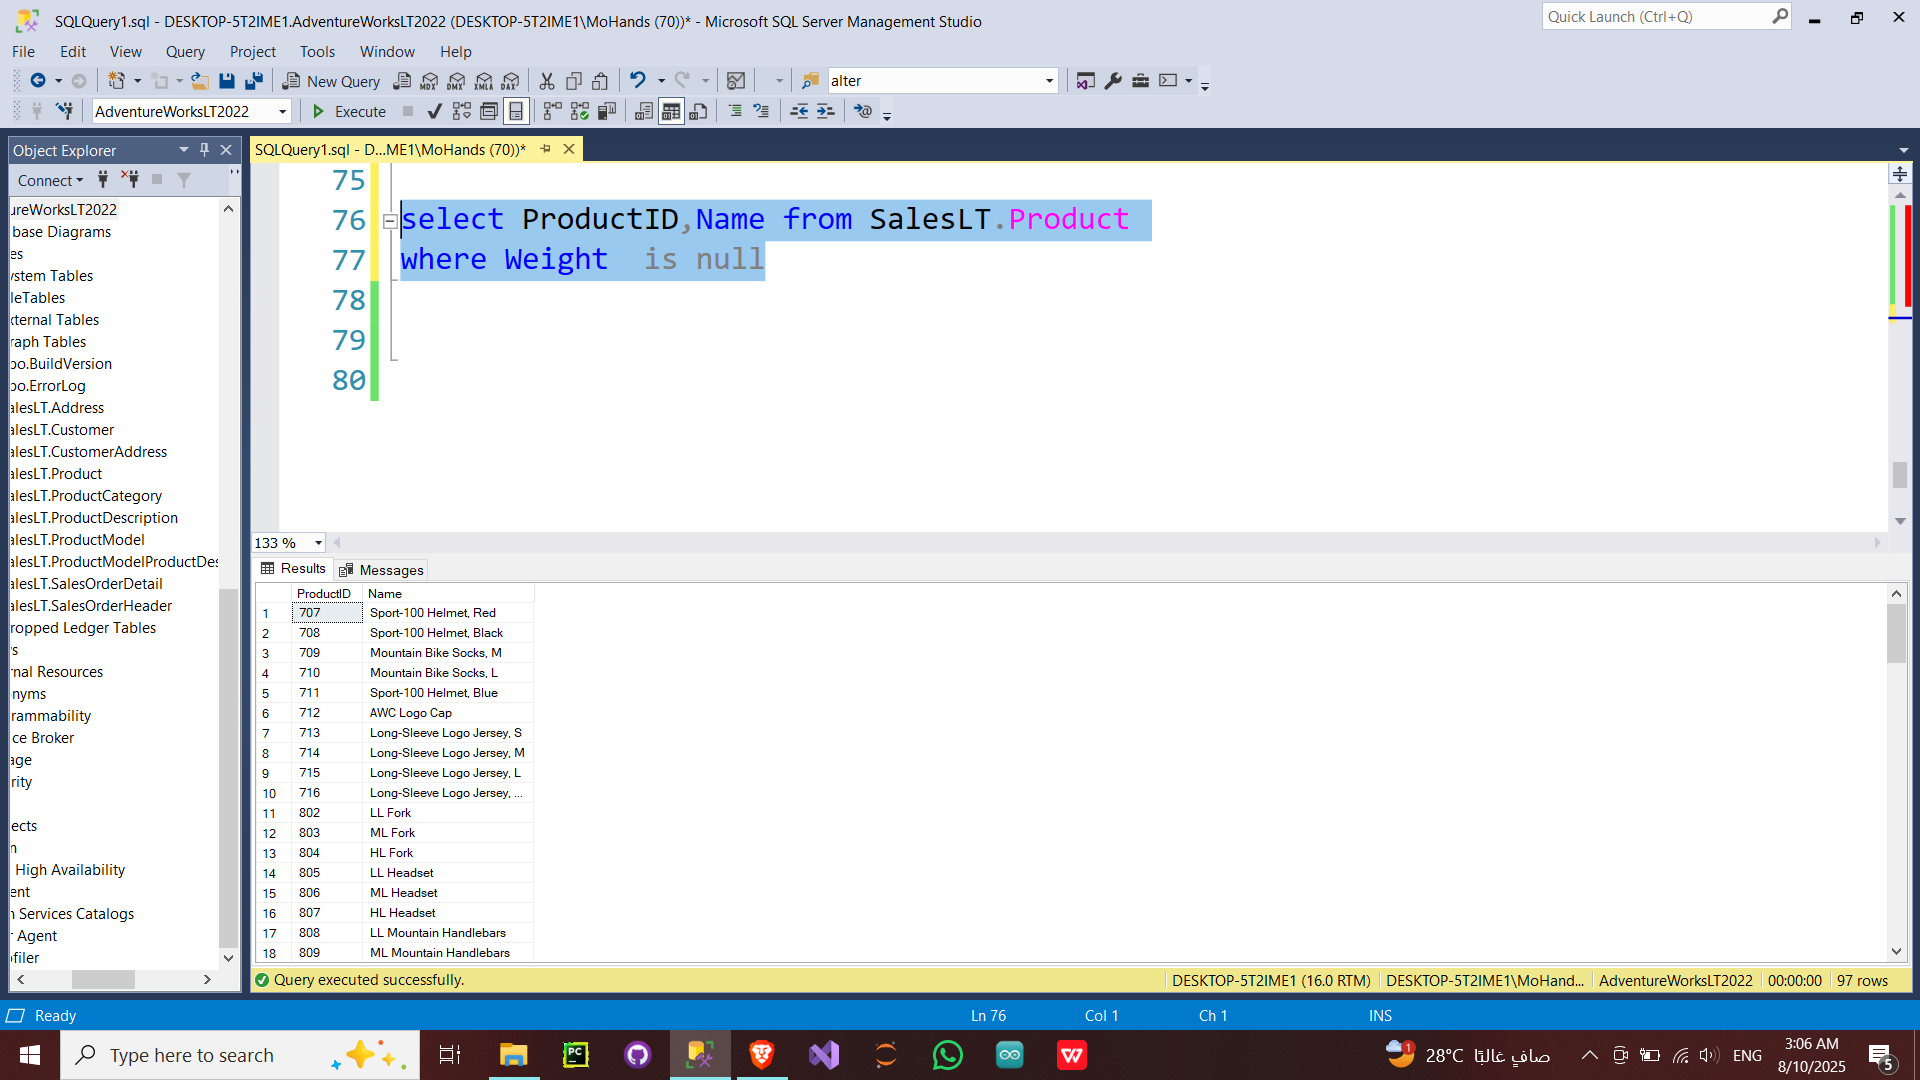 SQLQuery1.sql - DESKTOP-5T2IME1.AdventureWorksLT2022 (DESKTOP-5T2IME1\MoHands (70))* - Microsoft SQL Server Management Studio
Quick Launch (Ctrl+Q)
File Edit View Query Project Tools Window Help
New Query MDX DMX XMLA DAX alter
AdventureWorksLT2022 Execute
Object Explorer
SQLQuery1.sql - D...ME1\MoHands (70))*
Connect
ureWorksLT2022
base Diagrams
es
ystem Tables
leTables
xternal Tables
raph Tables
bo.BuildVersion
bo.ErrorLog
alesLT.Address
alesLT.Customer
alesLT.CustomerAddress
alesLT.Product
alesLT.ProductCategory
alesLT.ProductDescription
alesLT.ProductModel
alesLT.ProductModelProductDes
alesLT.SalesOrderDetail
alesLT.SalesOrderHeader
ropped Ledger Tables
s
rnal Resources
nyms
rammability
ice Broker
age
rity
ects
n
High Availability
ent
n Services Catalogs
r Agent
ofiler
75
76 select ProductID,Name from SalesLT.Product
77 where Weight  is null
78
79
80
133 %
Results Messages
ProductID Name
1 707 Sport-100 Helmet, Red
2 708 Sport-100 Helmet, Black
3 709 Mountain Bike Socks, M
4 710 Mountain Bike Socks, L
5 711 Sport-100 Helmet, Blue
6 712 AWC Logo Cap
7 713 Long-Sleeve Logo Jersey, S
8 714 Long-Sleeve Logo Jersey, M
9 715 Long-Sleeve Logo Jersey, L
10 716 Long-Sleeve Logo Jersey, ...
11 802 LL Fork
12 803 ML Fork
13 804 HL Fork
14 805 LL Headset
15 806 ML Headset
16 807 HL Headset
17 808 LL Mountain Handlebars
18 809 ML Mountain Handlebars
Query executed successfully. DESKTOP-5T2IME1 (16.0 RTM) DESKTOP-5T2IME1\MoHand... AdventureWorksLT2022 00:00:00 97 rows
Ready Ln 76 Col 1 Ch 1 INS
Type here to search PC W 1 28°C صافٍ غالبًا ENG 3:06 AM
8/10/2025 5